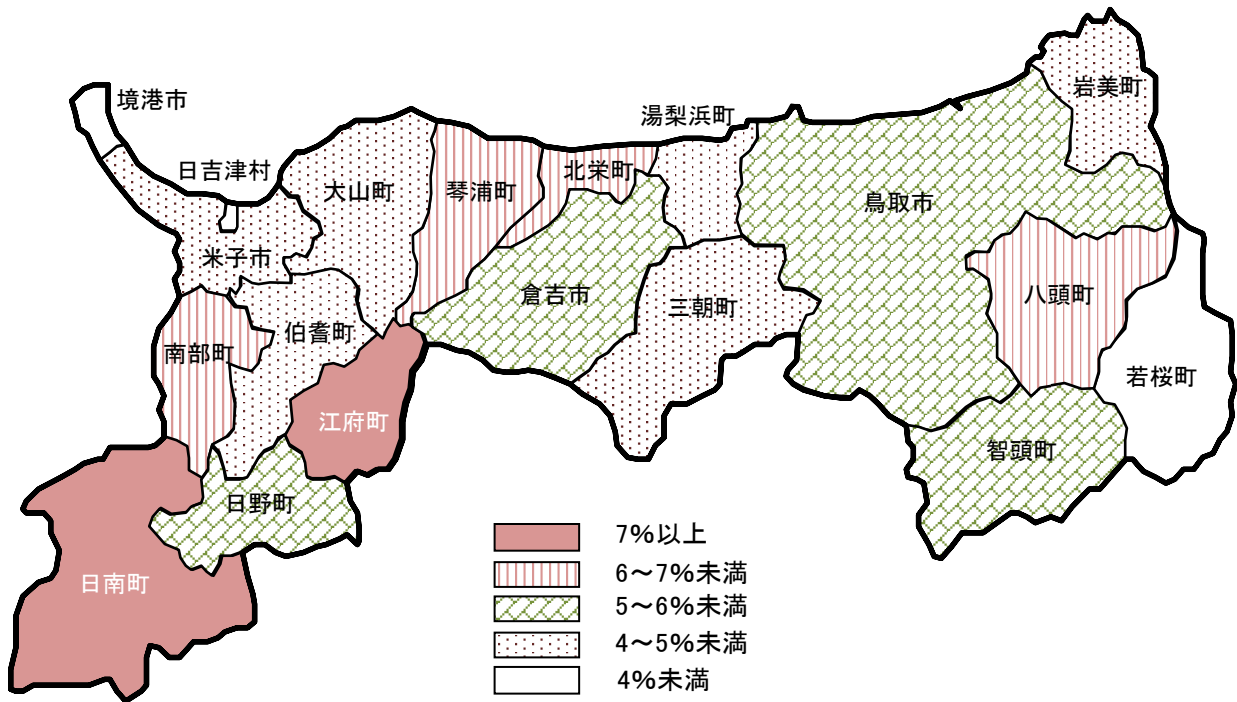 境港市
岩美町
湯梨浜町
日吉津村
北栄町
大山町
琴浦町
鳥取市
米子市
倉吉市
八頭町
三朝町
伯耆町
南部町
若桜町
江府町
智頭町
日野町
日南町
7%以上
6～7%未満
5～6%未満
4～5%未満
4%未満